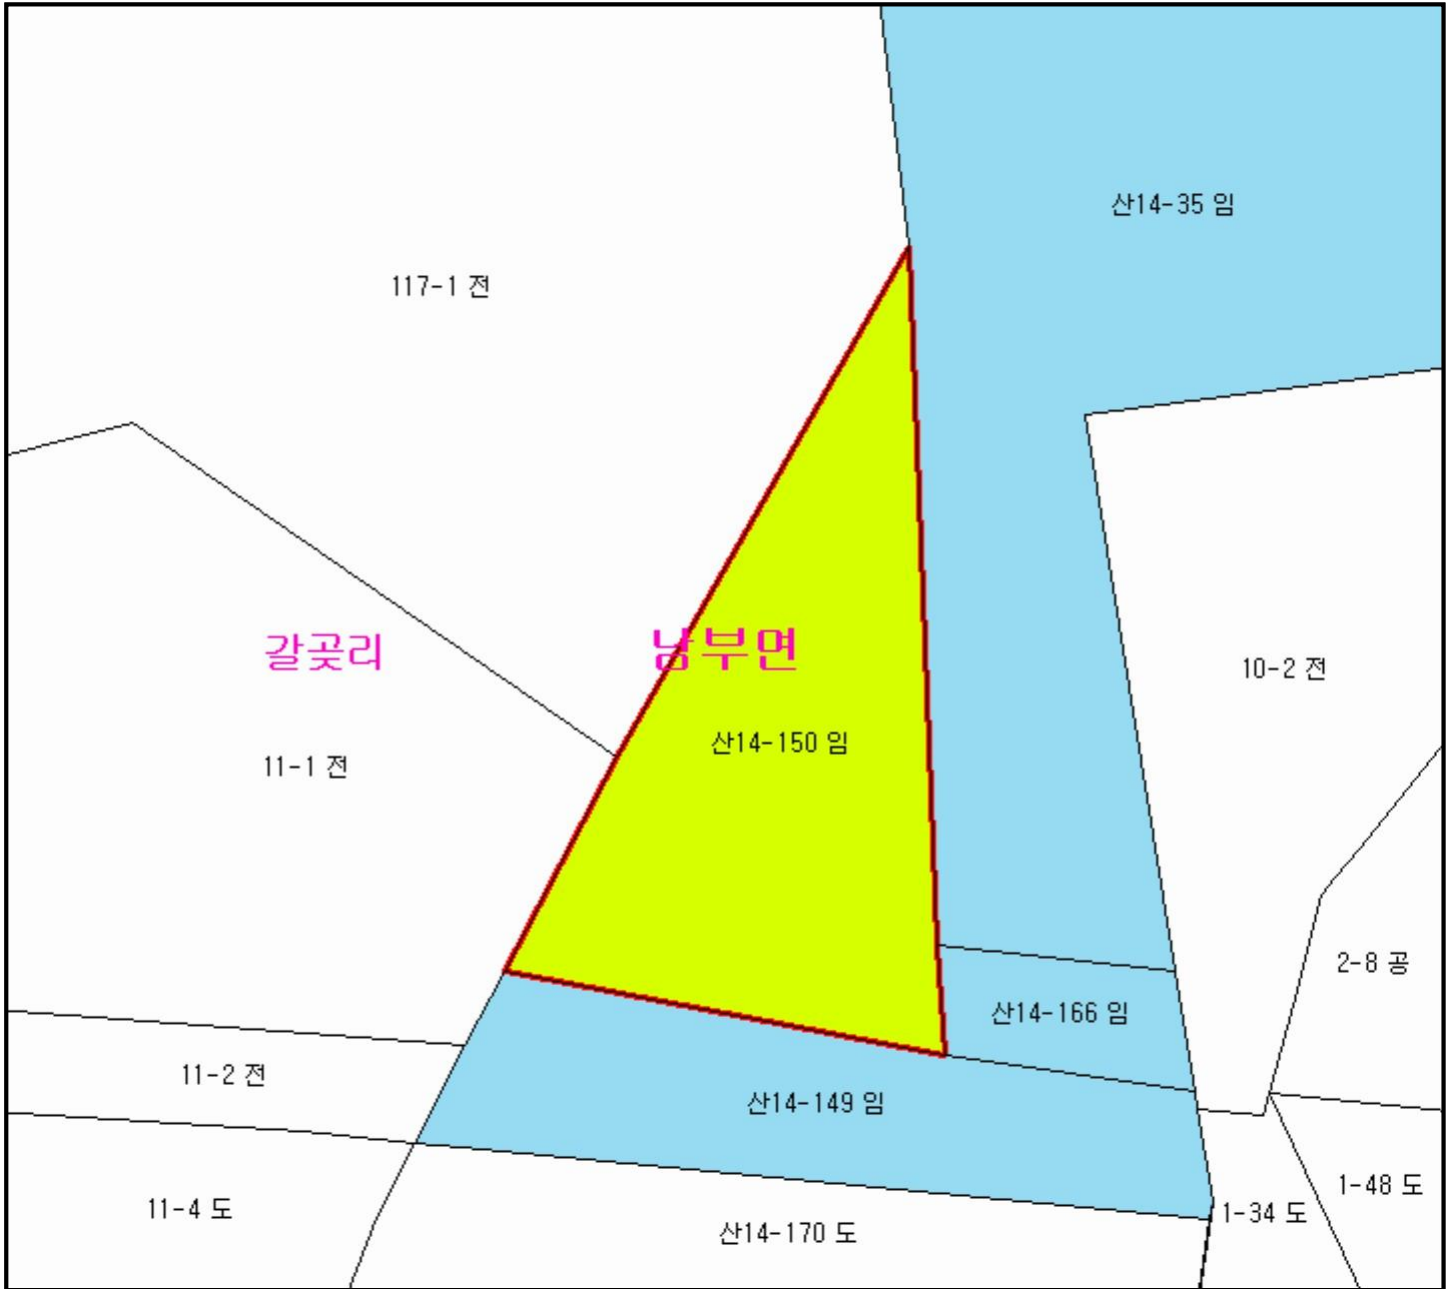 산14-35 임
117-1 전
갈곶리
남부면
10-2 전
산14-150 임
11-1 전
2-8 공
산14-166 임
11-2 전
산14-149 임
1-48 도
11-4 도
1-34 도
산14-170 도